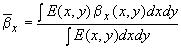 β̄ₓ = ∫ E(x, y) βₓ (x, y) dxdy / ∫ E(x, y) dxdy